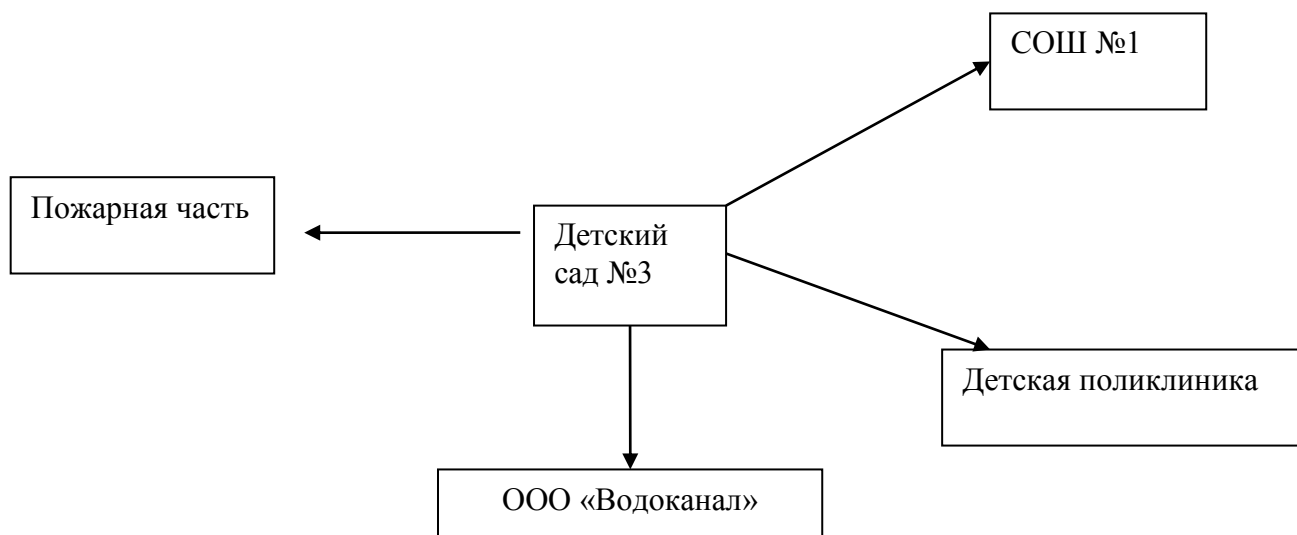 СОШ №1
Пожарная часть
Детский
сад №3
Детская поликлиника
ООО «Водоканал»